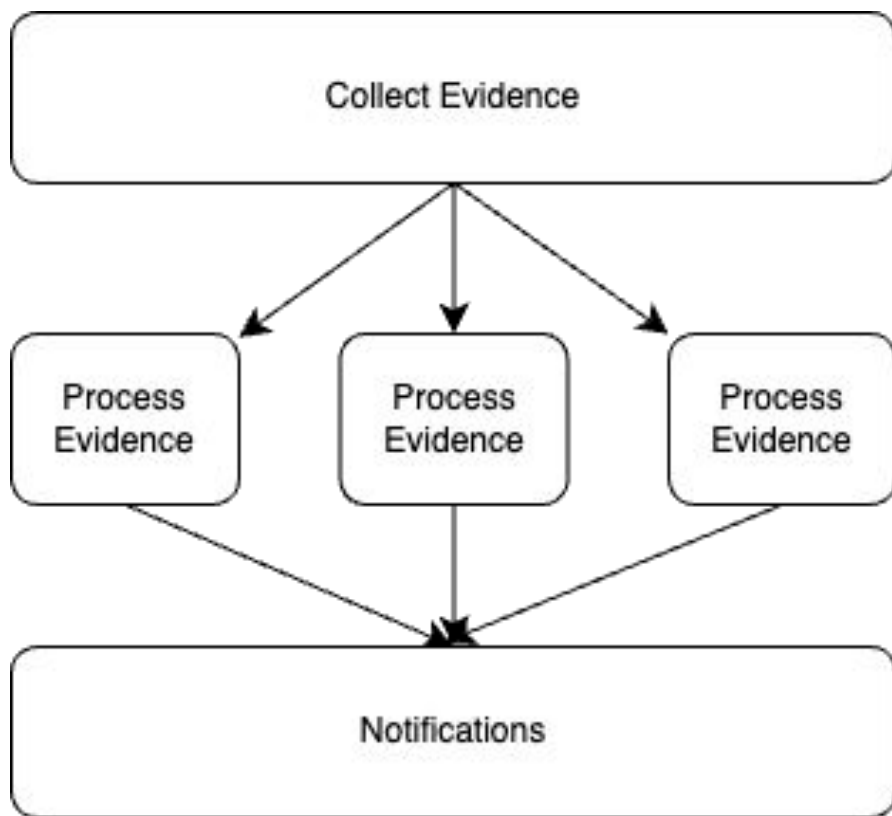 Collect Evidence
Process
Evidence
Process
Evidence
Process
Evidence
Notifications